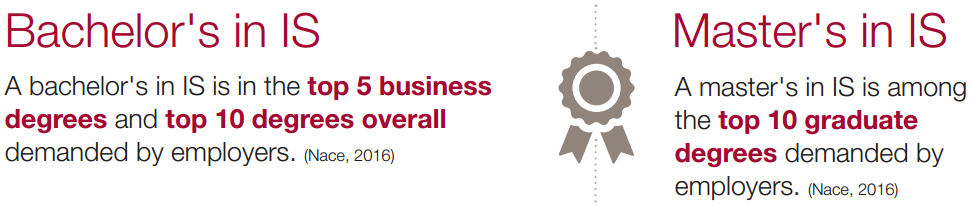 Bachelor's in IS
A bachelor's in IS is in the top 5 business
degrees and top 10 degrees overall
demanded by employers. (Nace, 2016)
Master's in IS
A master's in IS is among
the top 10 graduate
degrees demanded by
employers. (Nace, 2016)